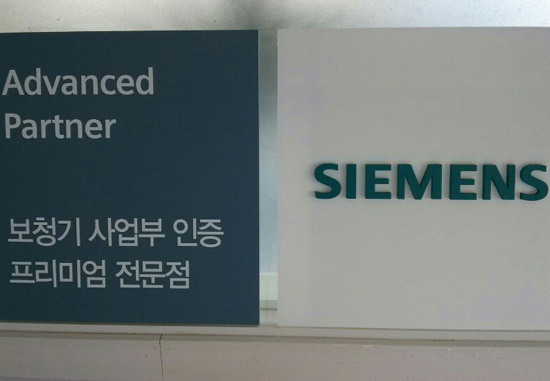 Advanced
Partner
보청기 사업부 인증
프리미엄 전문점
SIEMENS